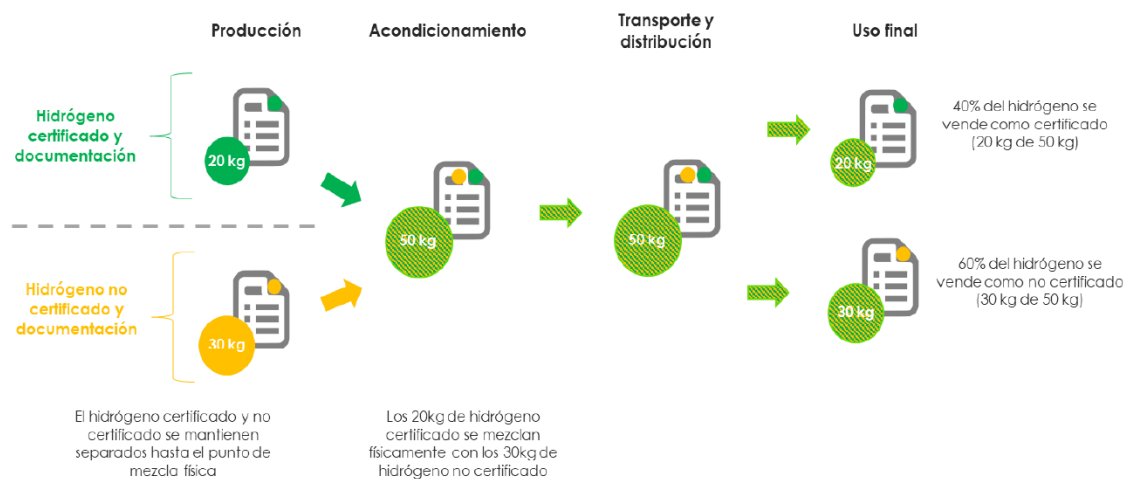 Producción
Acondicionamiento
Transporte y
distribución
Uso final
Hidrógeno
certificado y
documentación
20 kg
50 kg
50 kg
20 kg
40% del hidrógeno se
vende como certificado
(20 kg de 50 kg)
Hidrógeno no
certificado y
documentación
30 kg
30 kg
60% del hidrógeno se
vende como no certificado
(30 kg de 50 kg)
El hidrógeno certificado y no
certificado se mantienen
separados hasta el punto de
mezcla física
Los 20kg de hidrógeno
certificado se mezclan
físicamente con los 30kg de
hidrógeno no certificado